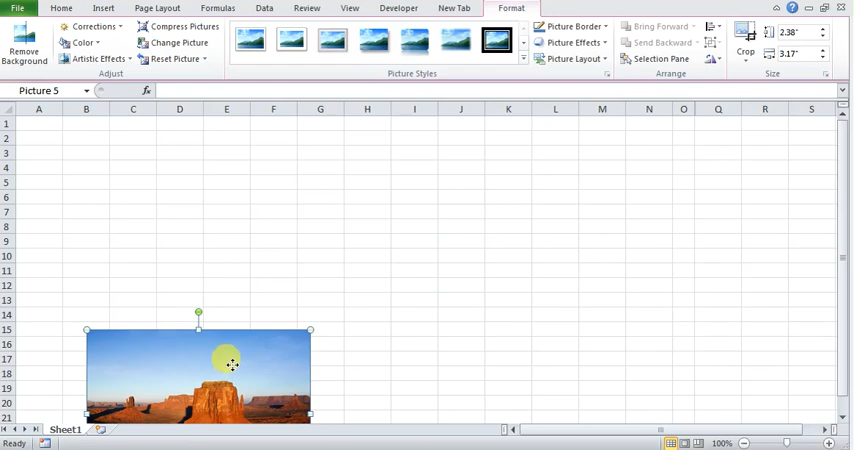 File Home Insert Page Layout Formulas Data Review View Developer New Tab Format
Remove Background
Corrections
Color
Artistic Effects
Compress Pictures
Change Picture
Reset Picture
Adjust
Picture Styles
Picture Border
Picture Effects
Picture Layout
Bring Forward
Send Backward
Selection Pane
Arrange
Crop
2.38"
3.17"
Size
Picture 5
fx
A B C D E F G H I J K L M N O Q R S
1
2
3
4
5
6
7
8
9
10
11
12
13
14
15
16
17
18
19
20
21
Sheet1
Ready
100%